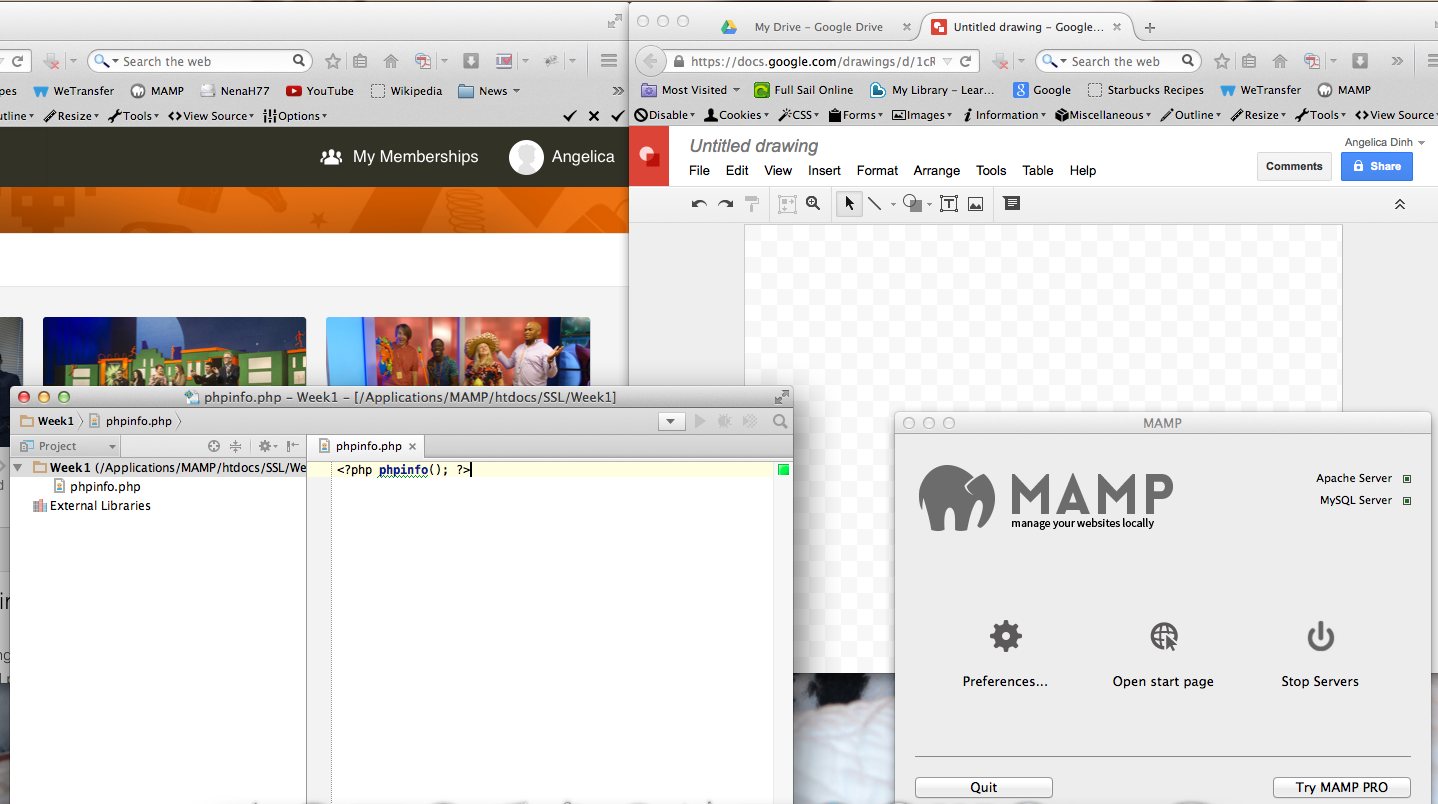 Search the web
pes WeTransfer MAMP NenaH77 YouTube Wikipedia News
utline Resize Tools View Source Options
My Memberships Angelica
My Drive – Google Drive Untitled drawing – Google...
https://docs.google.com/drawings/d/1cR Search the web
Most Visited Full Sail Online My Library – Lear... Google Starbucks Recipes WeTransfer MAMP
Disable Cookies CSS Forms Images Information Miscellaneous Outline Resize Tools View Source
Untitled drawing
Angelica Dinh
File Edit View Insert Format Arrange Tools Table Help
Comments Share
phpinfo.php – Week1 – [/Applications/MAMP/htdocs/SSL/Week1]
Week1 phpinfo.php
Project phpinfo.php
Week1 (/Applications/MAMP/htdocs/SSL/We
phpinfo.php
External Libraries
<?php phpinfo(); ?>
MAMP
MAMP
manage your websites locally
Apache Server
MySQL Server
Preferences... Open start page Stop Servers
Quit Try MAMP PRO